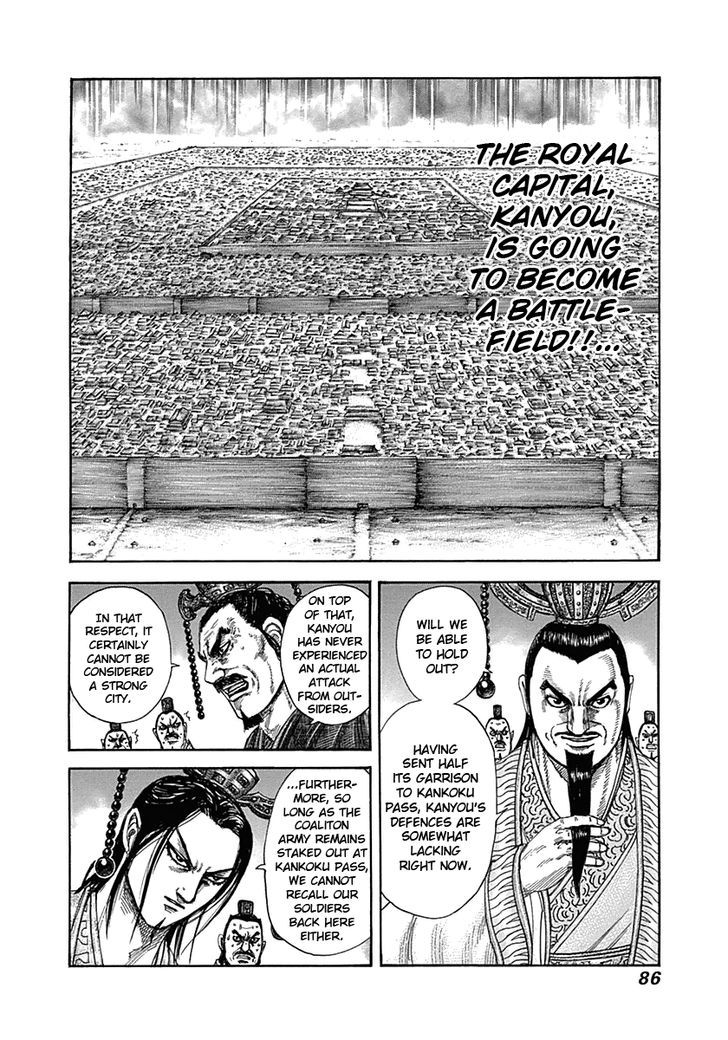 THE ROYAL
CAPITAL,
KANYOU,
IS GOING
TO BECOME
A BATTLE-
FIELD!!...
WILL WE
BE ABLE
TO HOLD
OUT?
HAVING
SENT HALF
ITS GARRISON
TO KANKOKU
PASS, KANYOU'S
DEFENCES ARE
SOMEWHAT
LACKING
RIGHT NOW.
ON TOP
OF THAT,
KANYOU
HAS NEVER
EXPERIENCED
AN ACTUAL
ATTACK
FROM OUT-
SIDERS.
IN THAT
RESPECT, IT
CERTAINLY
CANNOT BE
CONSIDERED
A STRONG
CITY.
...FURTHER-
MORE, SO
LONG AS THE
COALITON
ARMY REMAINS
STAKED OUT AT
KANKOKU PASS,
WE CANNOT
RECALL OUR
SOLDIERS
BACK HERE
EITHER.
86